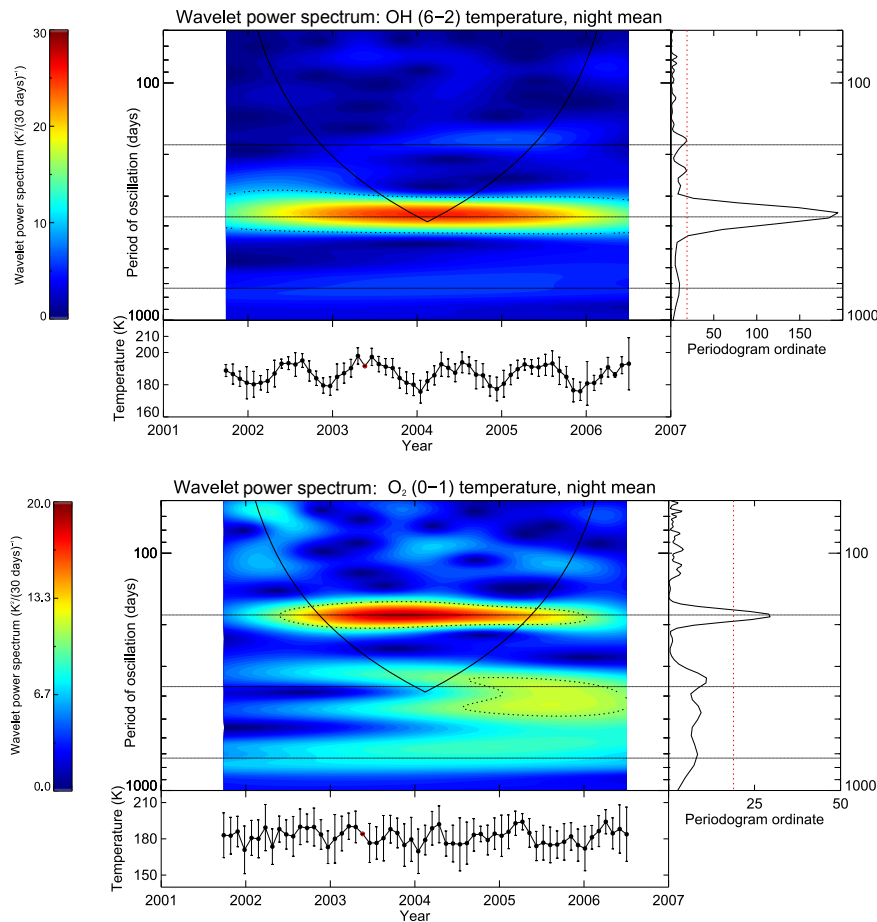 Wavelet power spectrum: OH (6−2) temperature, night mean
Wavelet power spectrum (K²/(30 days)⁻¹)
30
20
10
0
Period of oscillation (days)
100
1000
100
1000
50 100 150
Periodogram ordinate
Temperature (K)
210
200
180
160
2001 2002 2003 2004 2005 2006 2007
Year
Wavelet power spectrum: O₂ (0−1) temperature, night mean
Wavelet power spectrum (K²/(30 days)⁻¹)
20.0
13.3
6.7
0.0
Period of oscillation (days)
100
1000
100
1000
25 50
Periodogram ordinate
Temperature (K)
210
180
150
2001 2002 2003 2004 2005 2006 2007
Year